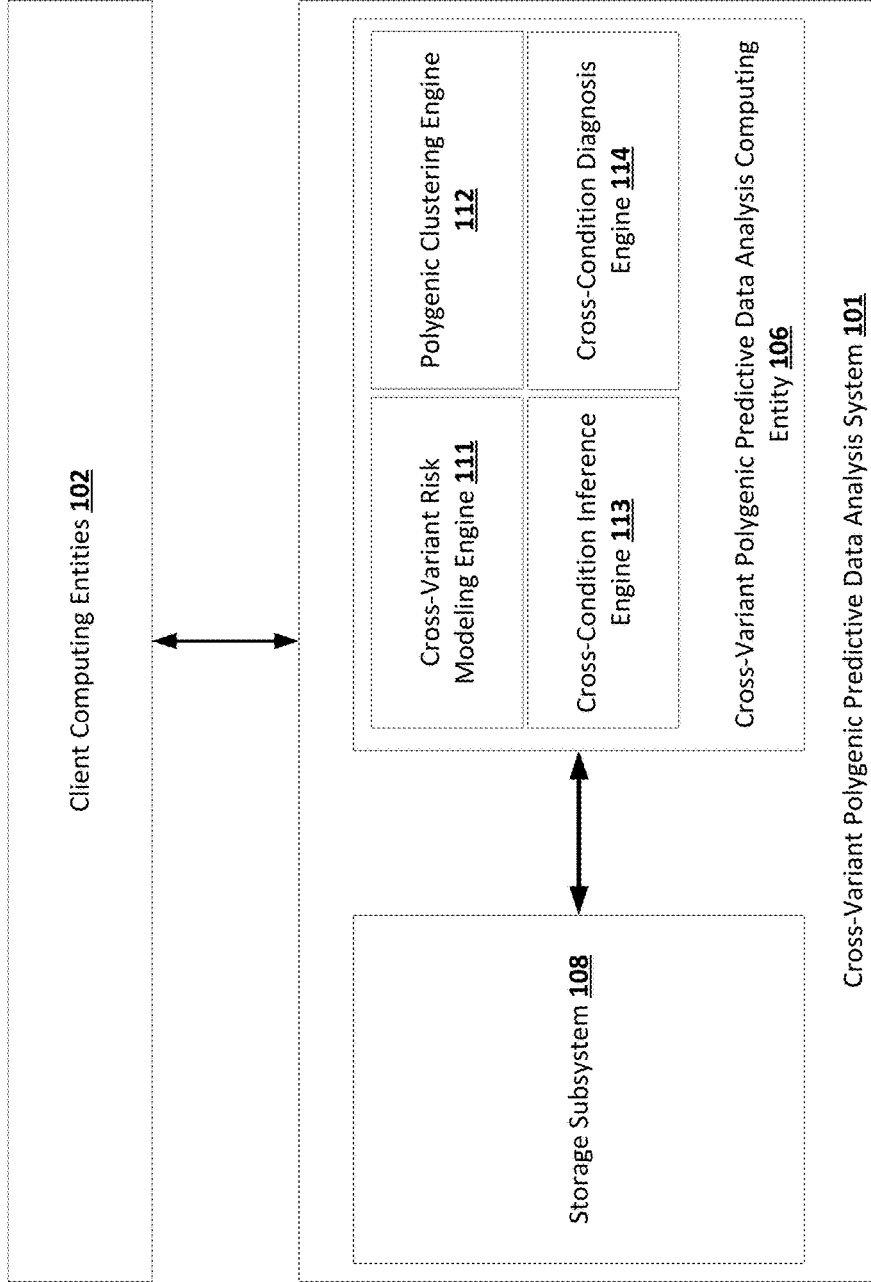 Client Computing Entities 102
Cross-Variant Risk
Modeling Engine 111
Polygenic Clustering Engine
112
Cross-Condition Inference
Engine 113
Cross-Condition Diagnosis
Engine 114
Cross-Variant Polygenic Predictive Data Analysis Computing
Entity 106
Storage Subsystem 108
Cross-Variant Polygenic Predictive Data Analysis System 101